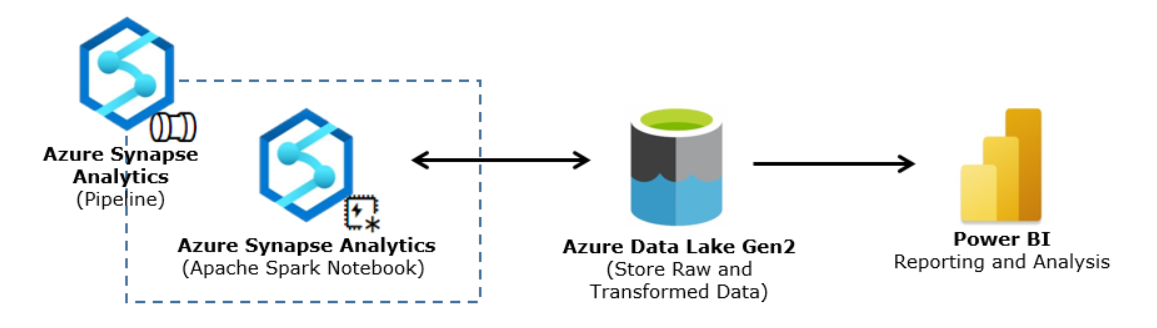 Azure Synapse
Analytics
(Pipeline)
Azure Synapse Analytics
(Apache Spark Notebook)
Azure Data Lake Gen2
(Store Raw and
Transformed Data)
Power BI
Reporting and Analysis